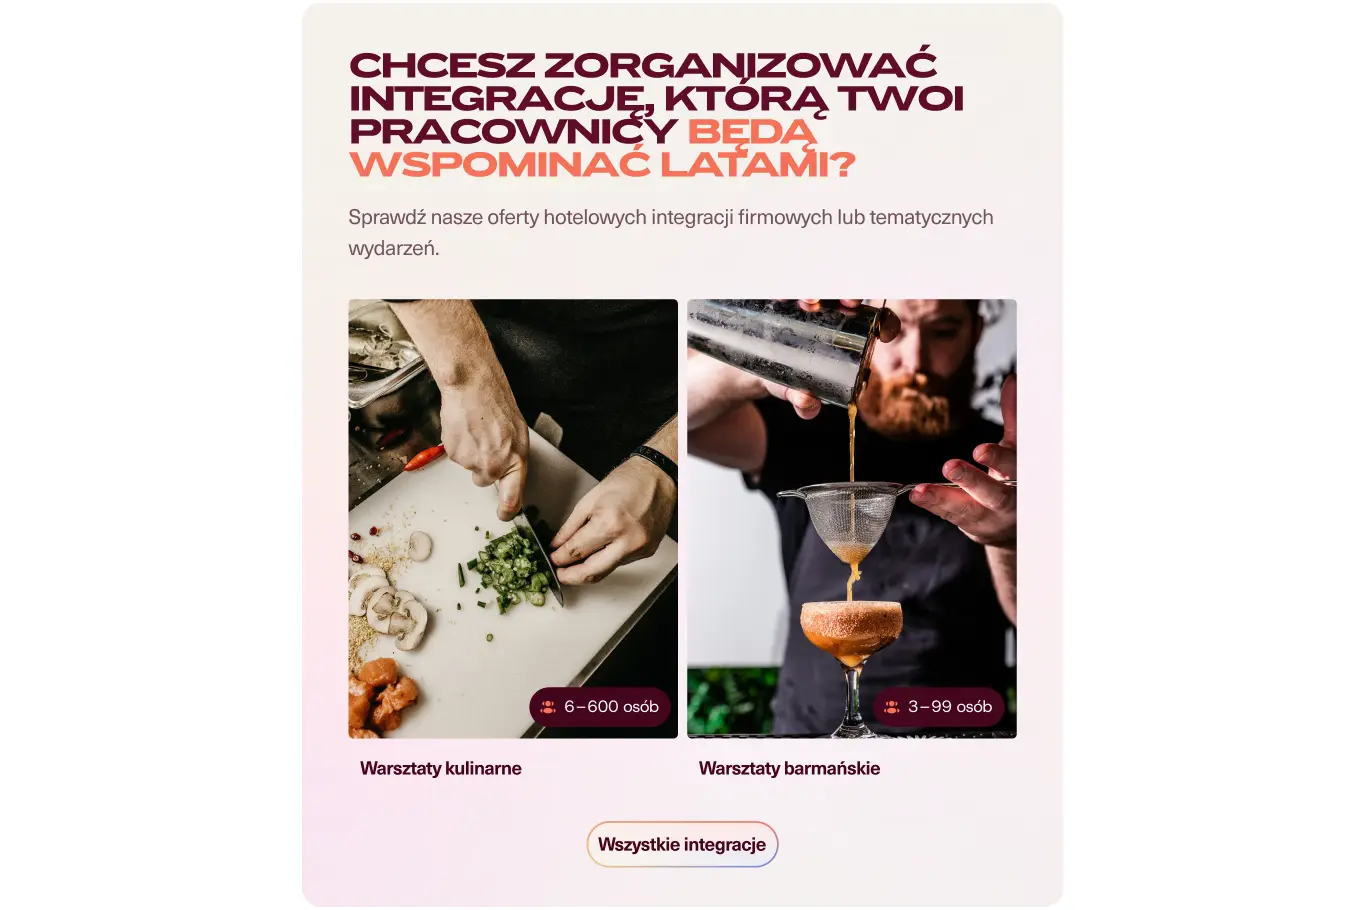 CHCESZ ZORGANIZOWAĆ
INTEGRACJĘ, KTÓRĄ TWOI
PRACOWNICY BĘDĄ
WSPOMINAĆ LATAMI?
Sprawdź nasze oferty hotelowych integracji firmowych lub tematycznych
wydarzeń.
6–600 osób
3–99 osób
Warsztaty kulinarne
Warsztaty barmańskie
Wszystkie integracje